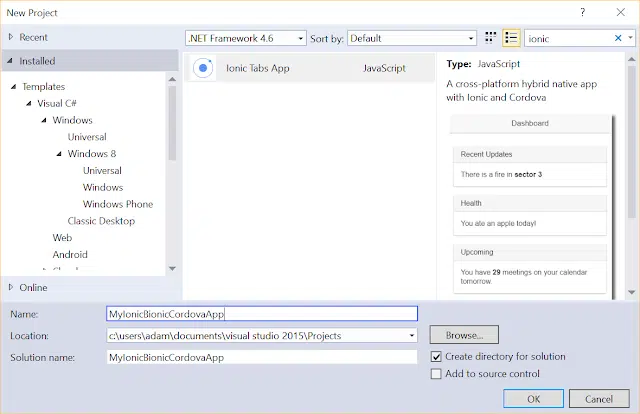 New Project
? ×
Recent
.NET Framework 4.6
Sort by: Default
ionic
Installed
Templates
Visual C#
Windows
Universal
Windows 8
Universal
Windows
Windows Phone
Classic Desktop
Web
Android
Online
Ionic Tabs App JavaScript
Type: JavaScript
A cross-platform hybrid native app
with Ionic and Cordova
Dashboard
Recent Updates
There is a fire in sector 3
Health
You ate an apple today!
Upcoming
You have 29 meetings on your calendar
tomorrow.
Name: MyIonicBionicCordovaApp
Location: c:\users\adam\documents\visual studio 2015\Projects
Browse...
Solution name: MyIonicBionicCordovaApp
Create directory for solution
Add to source control
OK Cancel